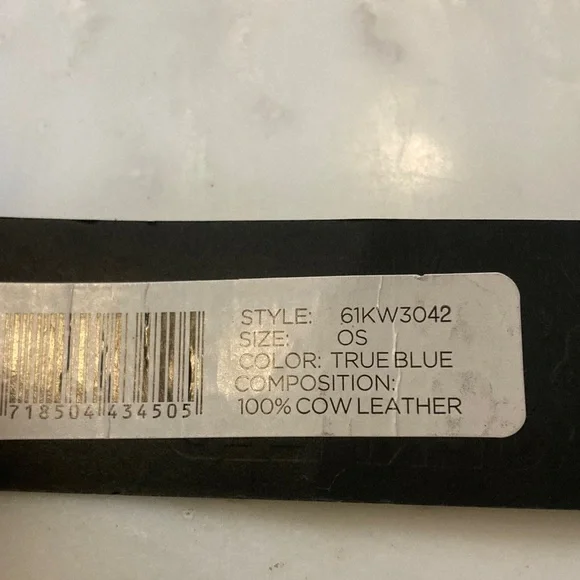 STYLE: 61KW3042
SIZE: OS
COLOR: TRUE BLUE
COMPOSITION:
100% COW LEATHER
718504 434505